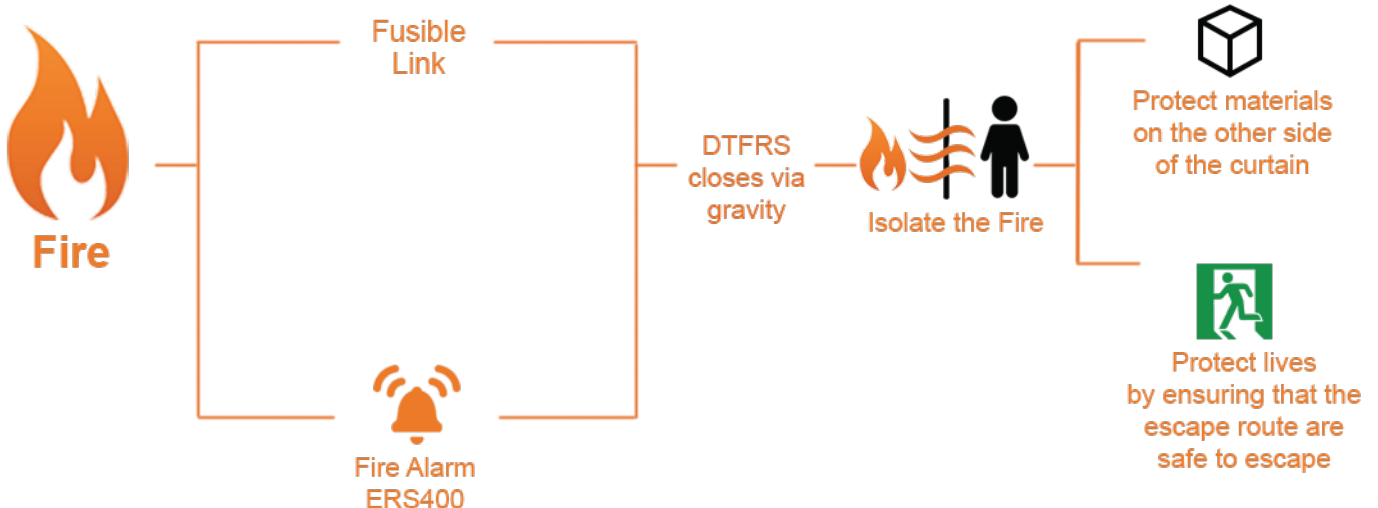 Fire
Fusible
Link
Fire Alarm
ERS400
DTFRS
closes via
gravity
Isolate the Fire
Protect materials
on the other side
of the curtain
Protect lives
by ensuring that the
escape route are
safe to escape